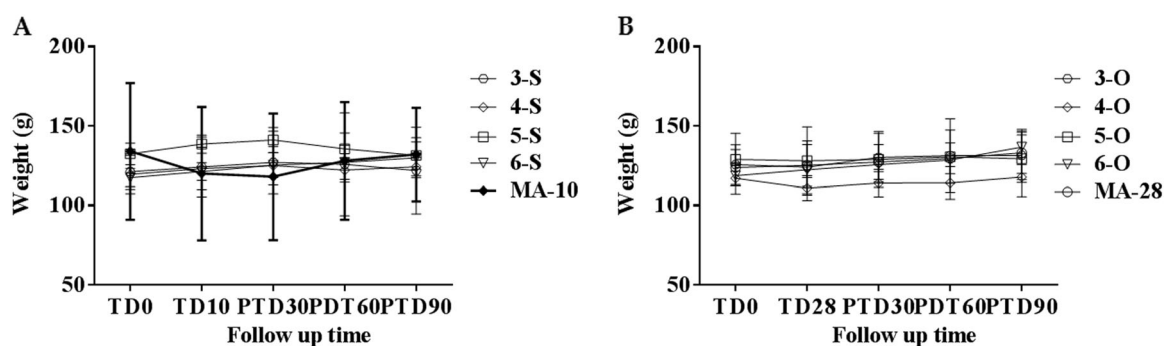 A
200
150
100
50
Weight (g)
TD0 TD10 PTD30 PDT60 PTD90
Follow up time
3-S
4-S
5-S
6-S
MA-10
B
200
150
100
50
Weight (g)
TD0 TD28 PTD30 PDT60 PTD90
Follow up time
3-O
4-O
5-O
6-O
MA-28